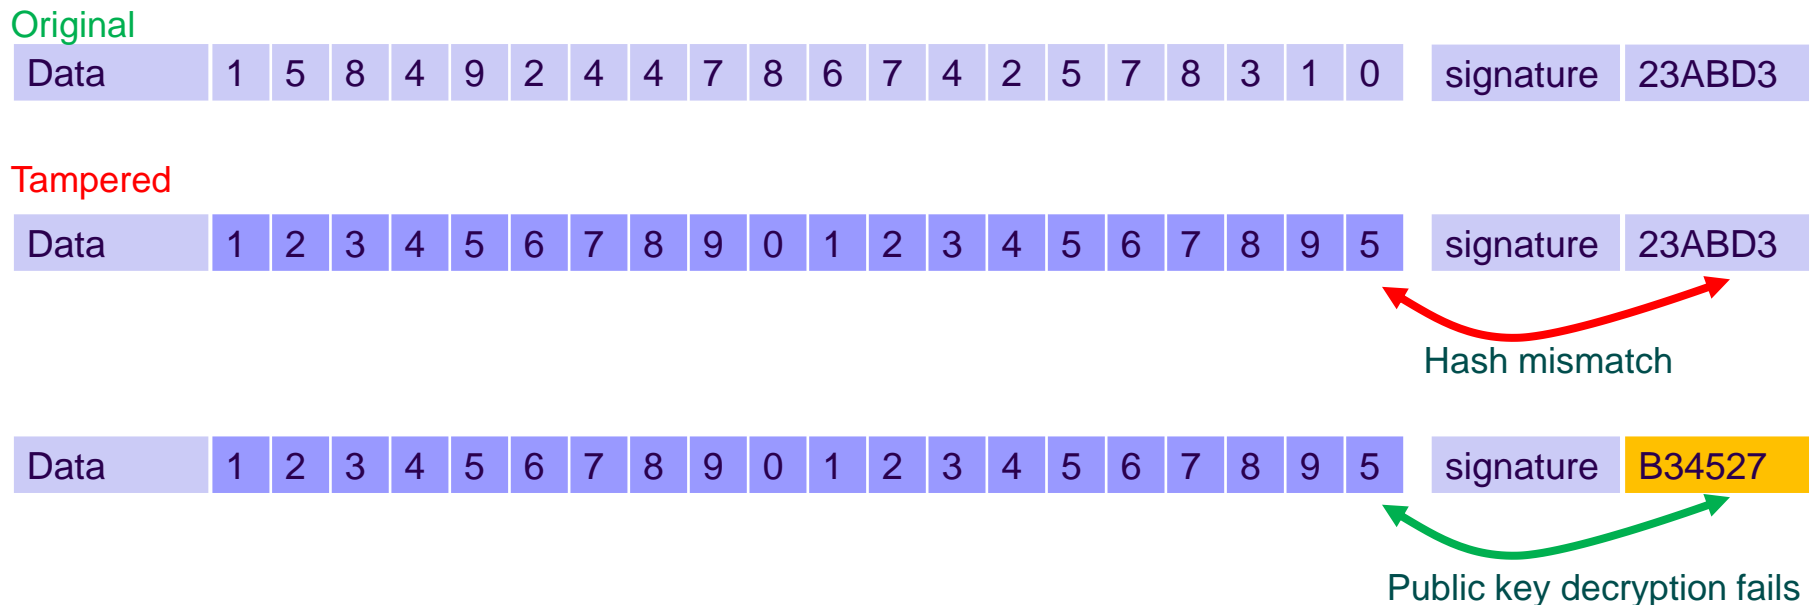 Original
Data 1 5 8 4 9 2 4 4 7 8 6 7 4 2 5 7 8 3 1 0 signature 23ABD3
Tampered
Data 1 2 3 4 5 6 7 8 9 0 1 2 3 4 5 6 7 8 9 5 signature 23ABD3
Hash mismatch
Data 1 2 3 4 5 6 7 8 9 0 1 2 3 4 5 6 7 8 9 5 signature B34527
Public key decryption fails